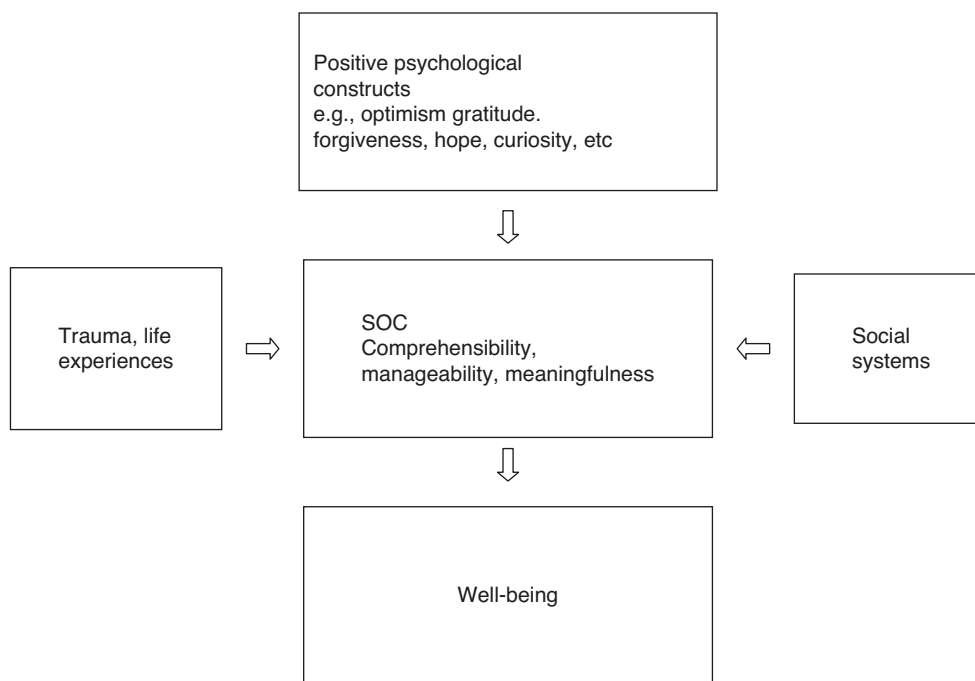 Positive psychological
constructs
e.g., optimism gratitude.
forgiveness, hope, curiosity, etc
Trauma, life
experiences
SOC
Comprehensibility,
manageability, meaningfulness
Social
systems
Well-being